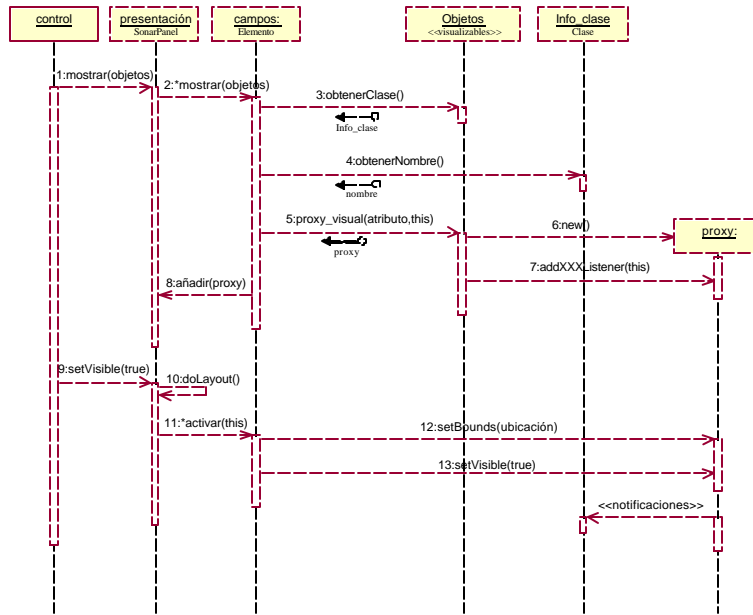 control
presentación
SonarPanel
campos:
Elemento
Objetos
<<visualizables>>
Info_clase
Clase
1:mostrar(objetos)
2:*mostrar(objetos)
3:obtenerClase()
Info_clase
4:obtenerNombre()
nombre
5:proxy_visual(atributo,this)
proxy
6:new()
proxy:
7:addXXXListener(this)
8:añadir(proxy)
9:setVisible(true)
10:doLayout()
11:*activar(this)
12:setBounds(ubicación)
13:setVisible(true)
<<notificaciones>>